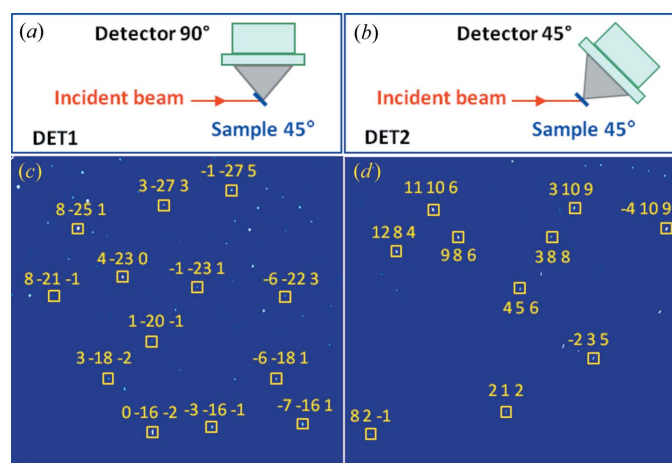 (a)
Detector 90°
Incident beam
Sample 45°
DET1
(b)
Detector 45°
Incident beam
Sample 45°
DET2
(c)
-1 -27 5
3 -27 3
8 -25 1
4 -23 0
-1 -23 1
8 -21 -1
-6 -22 3
1 -20 -1
3 -18 -2
-6 -18 1
0 -16 -2
-3 -16 -1
-7 -16 1
(d)
11 10 6
3 10 9
-4 10 9
12 8 4
9 8 6
3 8 8
4 5 6
-2 3 5
2 1 2
8 2 -1